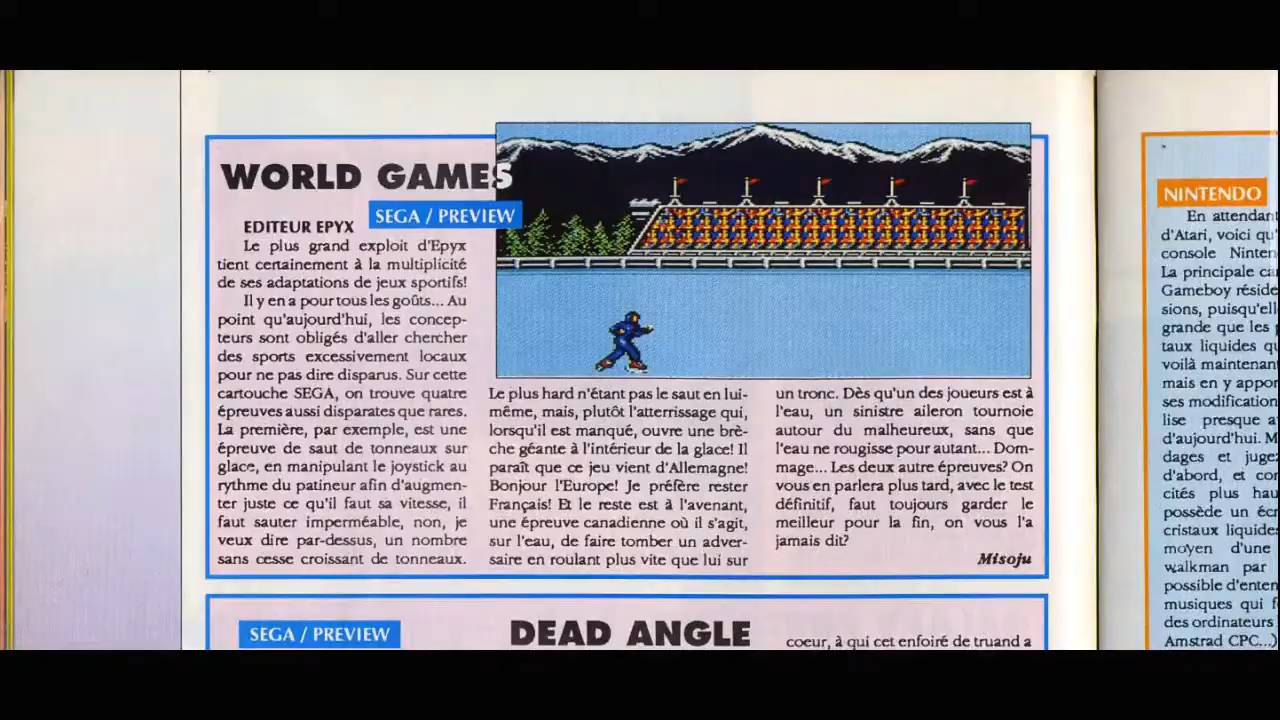 WORLD GAMES
SEGA / PREVIEW
EDITEUR EPYX
Le plus grand exploit d'Epyx
tient certainement à la multiplicité
de ses adaptations de jeux sportifs!
Il y en a pour tous les goûts... Au
point qu'aujourd'hui, les concep-
teurs sont obligés d'aller chercher
des sports excessivement locaux
pour ne pas dire disparus. Sur cette
cartouche SEGA, on trouve quatre
épreuves aussi disparates que rares.
La première, par exemple, est une
épreuve de saut de tonneaux sur
glace, en manipulant le joystick au
rythme du patineur afin d'augmen-
ter juste ce qu'il faut sa vitesse, il
faut sauter imperméable, non, je
veux dire par-dessus, un nombre
sans cesse croissant de tonneaux.
Le plus hard n'étant pas le saut en lui-
même, mais, plutôt l'atterrissage qui,
lorsqu'il est manqué, ouvre une brè-
che géante à l'intérieur de la glace! Il
paraît que ce jeu vient d'Allemagne!
Bonjour l'Europe! Je préfère rester
Français! Et le reste est à l'avenant,
une épreuve canadienne où il s'agit,
sur l'eau, de faire tomber un adver-
saire en roulant plus vite que lui sur
un tronc. Dès qu'un des joueurs est à
l'eau, un sinistre aileron tournoie
autour du malheureux, sans que
l'eau ne rougisse pour autant... Dom-
mage... Les deux autre épreuves? On
vous en parlera plus tard, avec le test
définitif, faut toujours garder le
meilleur pour la fin, on vous l'a
jamais dit?
Misoju
SEGA / PREVIEW
DEAD ANGLE
coeur, à qui cet enfoiré de truand a
NINTENDO
En attendant
d'Atari, voici qu'
console Ninten
La principale ca
Gameboy réside
sions, puisqu'ell
grande que les p
taux liquides qu
voilà maintenan
mais en y appor
ses modification
lise presque a
d'aujourd'hui. M
dages et jugez
d'abord, et con
cités plus hau
possède un écr
cristaux liquides
moyen d'une
walkman par
possible d'enten
musiques qui f
des ordinateurs
Amstrad CPC...)